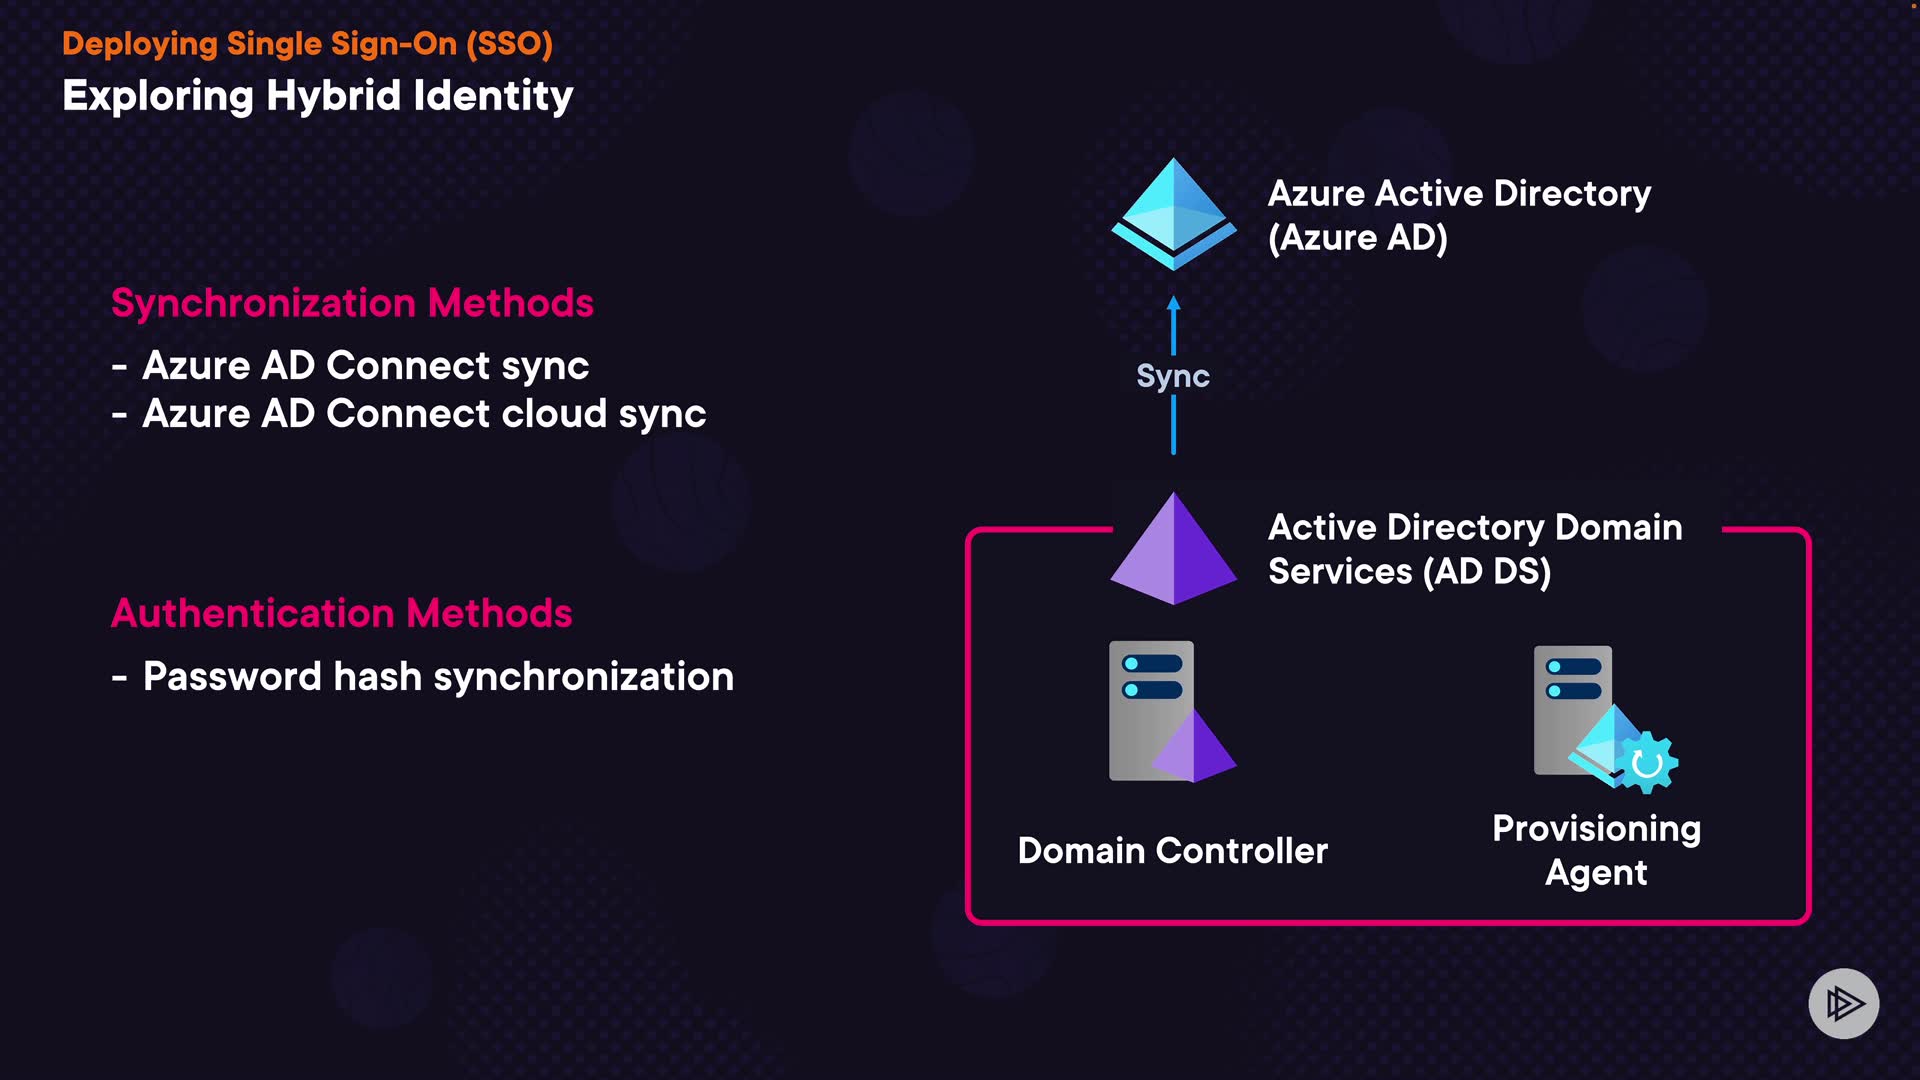 Deploying Single Sign-On (SSO)
Exploring Hybrid Identity
Synchronization Methods
- Azure AD Connect sync
- Azure AD Connect cloud sync
Authentication Methods
- Password hash synchronization
Azure Active Directory
(Azure AD)
Sync
Active Directory Domain
Services (AD DS)
Domain Controller
Provisioning
Agent